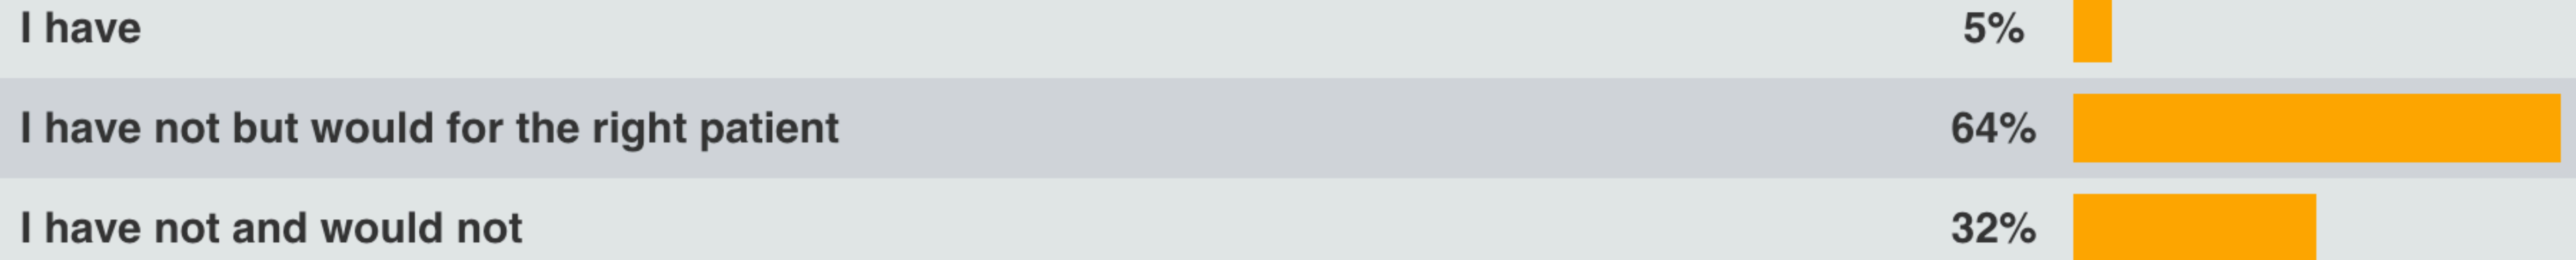 I have 5%
I have not but would for the right patient 64%
I have not and would not 32%